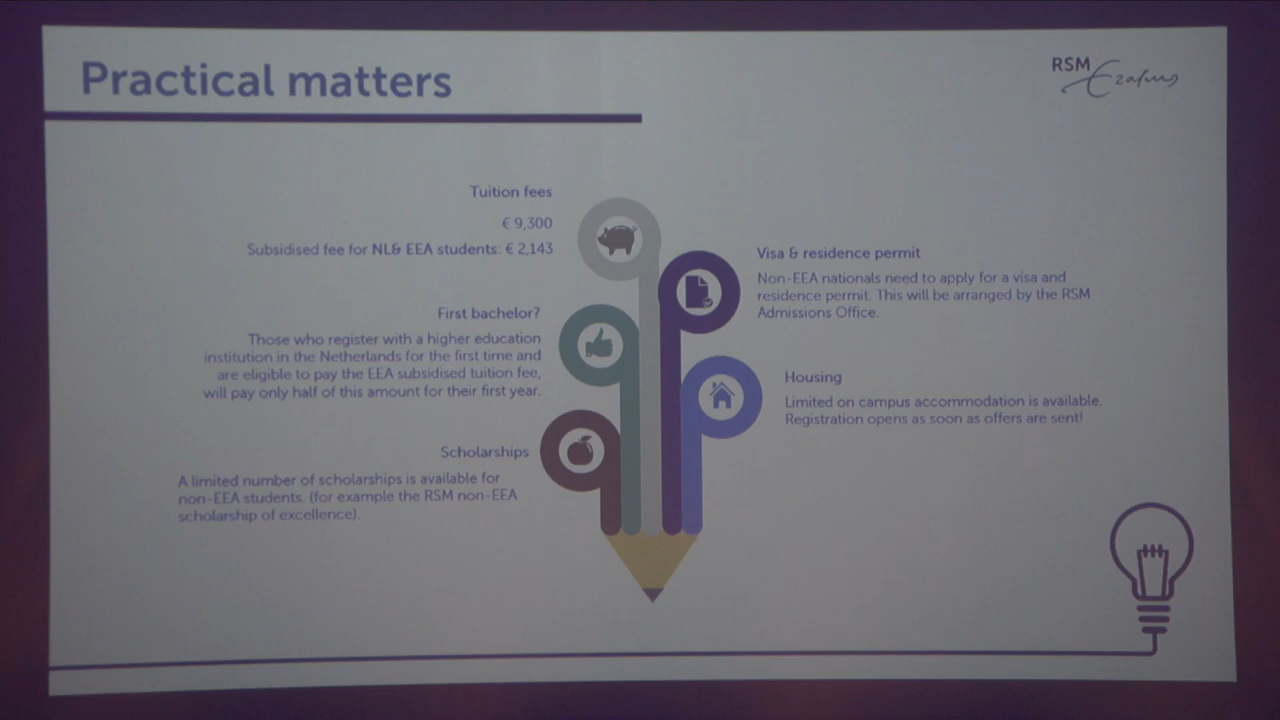 Practical matters
RSM
Erasmus
Tuition fees
€ 9,300
Subsidised fee for NL& EEA students: € 2,143
First bachelor?
Those who register with a higher education
institution in the Netherlands for the first time and
are eligible to pay the EEA subsidised tuition fee,
will pay only half of this amount for their first year.
Scholarships
A limited number of scholarships is available for
non-EEA students. (for example the RSM non-EEA
scholarship of excellence).
Visa & residence permit
Non-EEA nationals need to apply for a visa and
residence permit. This will be arranged by the RSM
Admissions Office.
Housing
Limited on campus accommodation is available.
Registration opens as soon as offers are sent!